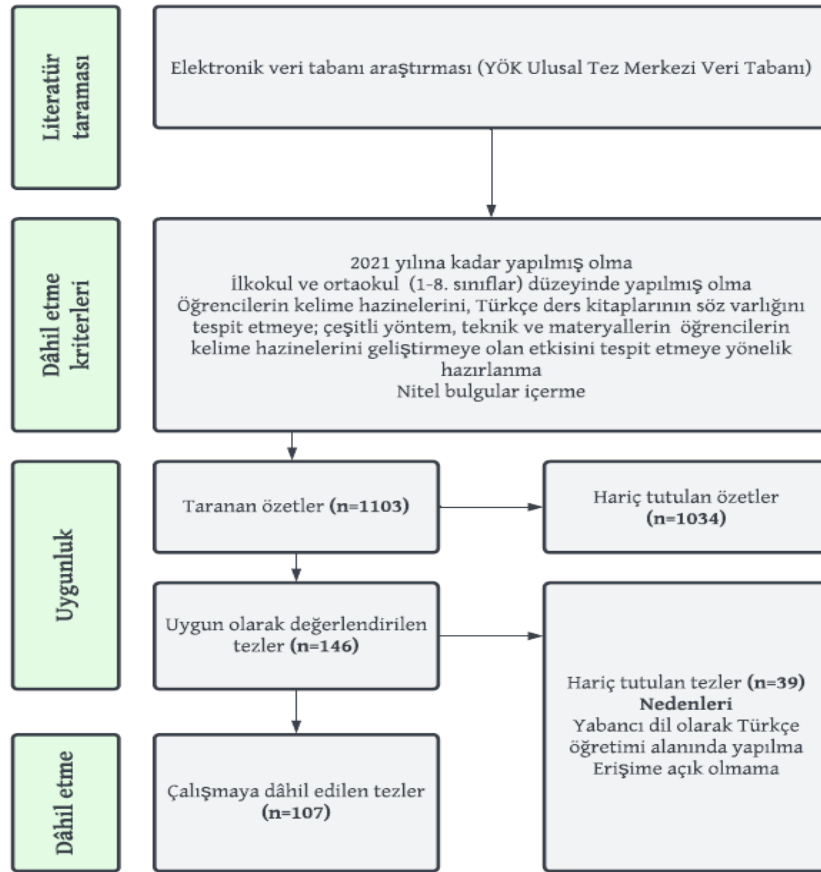 Literatür
taraması
Elektronik veri tabanı araştırması (YÖK Ulusal Tez Merkezi Veri Tabanı)
Dâhil etme
kriterleri
2021 yılına kadar yapılmış olma
İlkokul ve ortaokul (1-8. sınıflar) düzeyinde yapılmış olma
Öğrencilerin kelime hazinelerini, Türkçe ders kitaplarının söz varlığını
tespit etmeye; çeşitli yöntem, teknik ve materyallerin öğrencilerin
kelime hazinelerini geliştirmeye olan etkisini tespit etmeye yönelik
hazırlanma
Nitel bulgular içerme
Uygunluk
Taranan özetler (n=1103)
Hariç tutulan özetler
(n=1034)
Uygun olarak değerlendirilen
tezler (n=146)
Hariç tutulan tezler (n=39)
Nedenleri
Yabancı dil olarak Türkçe
öğretimi alanında yapılma
Erişime açık olmama
Dâhil etme
Çalışmaya dâhil edilen tezler
(n=107)